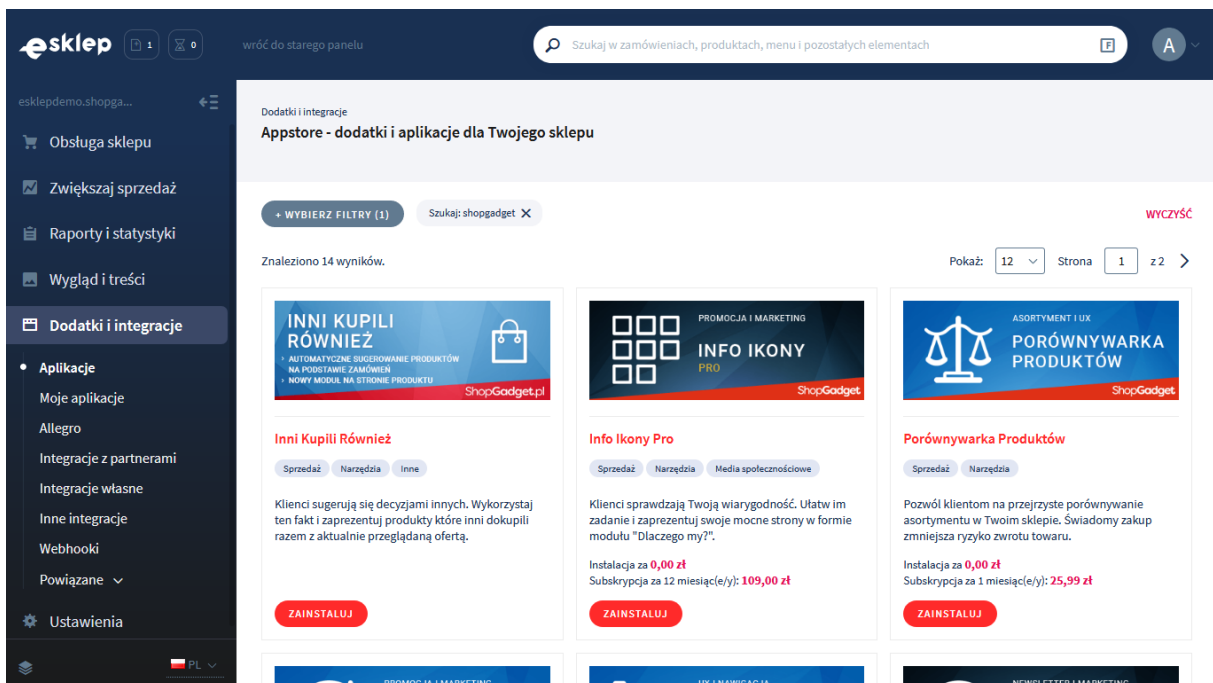 esklep
1
0
wróć do starego panelu
Szukaj w zamówieniach, produktach, menu i pozostałych elementach
F
A
esklepdemo.shopga...
Obsługa sklepu
Zwiększaj sprzedaż
Raporty i statystyki
Wygląd i treści
Dodatki i integracje
Aplikacje
Moje aplikacje
Allegro
Integracje z partnerami
Integracje własne
Inne integracje
Webhooki
Powiązane
Ustawienia
PL
Dodatki i integracje
Appstore - dodatki i aplikacje dla Twojego sklepu
+ WYBIERZ FILTRY (1)
Szukaj: shopgadget
WYCZYŚĆ
Znaleziono 14 wyników.
Pokaż: 12
Strona 1 z 2
INNI KUPILI
RÓWNIEŻ
AUTOMATYCZNE SUGEROWANIE PRODUKTÓW
NA PODSTAWIE ZAMÓWIEŃ
NOWY MODUŁ NA STRONIE PRODUKTU
ShopGadget.pl
Inni Kupili Również
Sprzedaż Narzędzia Inne
Klienci sugerują się decyzjami innych. Wykorzystaj
ten fakt i zaprezentuj produkty które inni dokupili
razem z aktualnie przeglądaną ofertą.
ZAINSTALUJ
PROMOCJA I MARKETING
INFO IKONY
PRO
ShopGadget
Info Ikony Pro
Sprzedaż Narzędzia Media społecznościowe
Klienci sprawdzają Twoją wiarygodność. Ułatw im
zadanie i zaprezentuj swoje mocne strony w formie
modułu "Dlaczego my?".
Instalacja za 0,00 zł
Subskrypcja za 12 miesiąc(e/y): 109,00 zł
ZAINSTALUJ
ASORTYMENT I UX
PORÓWNYWARKA
PRODUKTÓW
ShopGadget
Porównywarka Produktów
Sprzedaż Narzędzia
Pozwól klientom na przejrzyste porównywanie
asortymentu w Twoim sklepie. Świadomy zakup
zmniejsza ryzyko zwrotu towaru.
Instalacja za 0,00 zł
Subskrypcja za 1 miesiąc(e/y): 25,99 zł
ZAINSTALUJ
PROMOCJA I MARKETING
UX I NAWIGACJA
NEWSLETTER I MARKETING